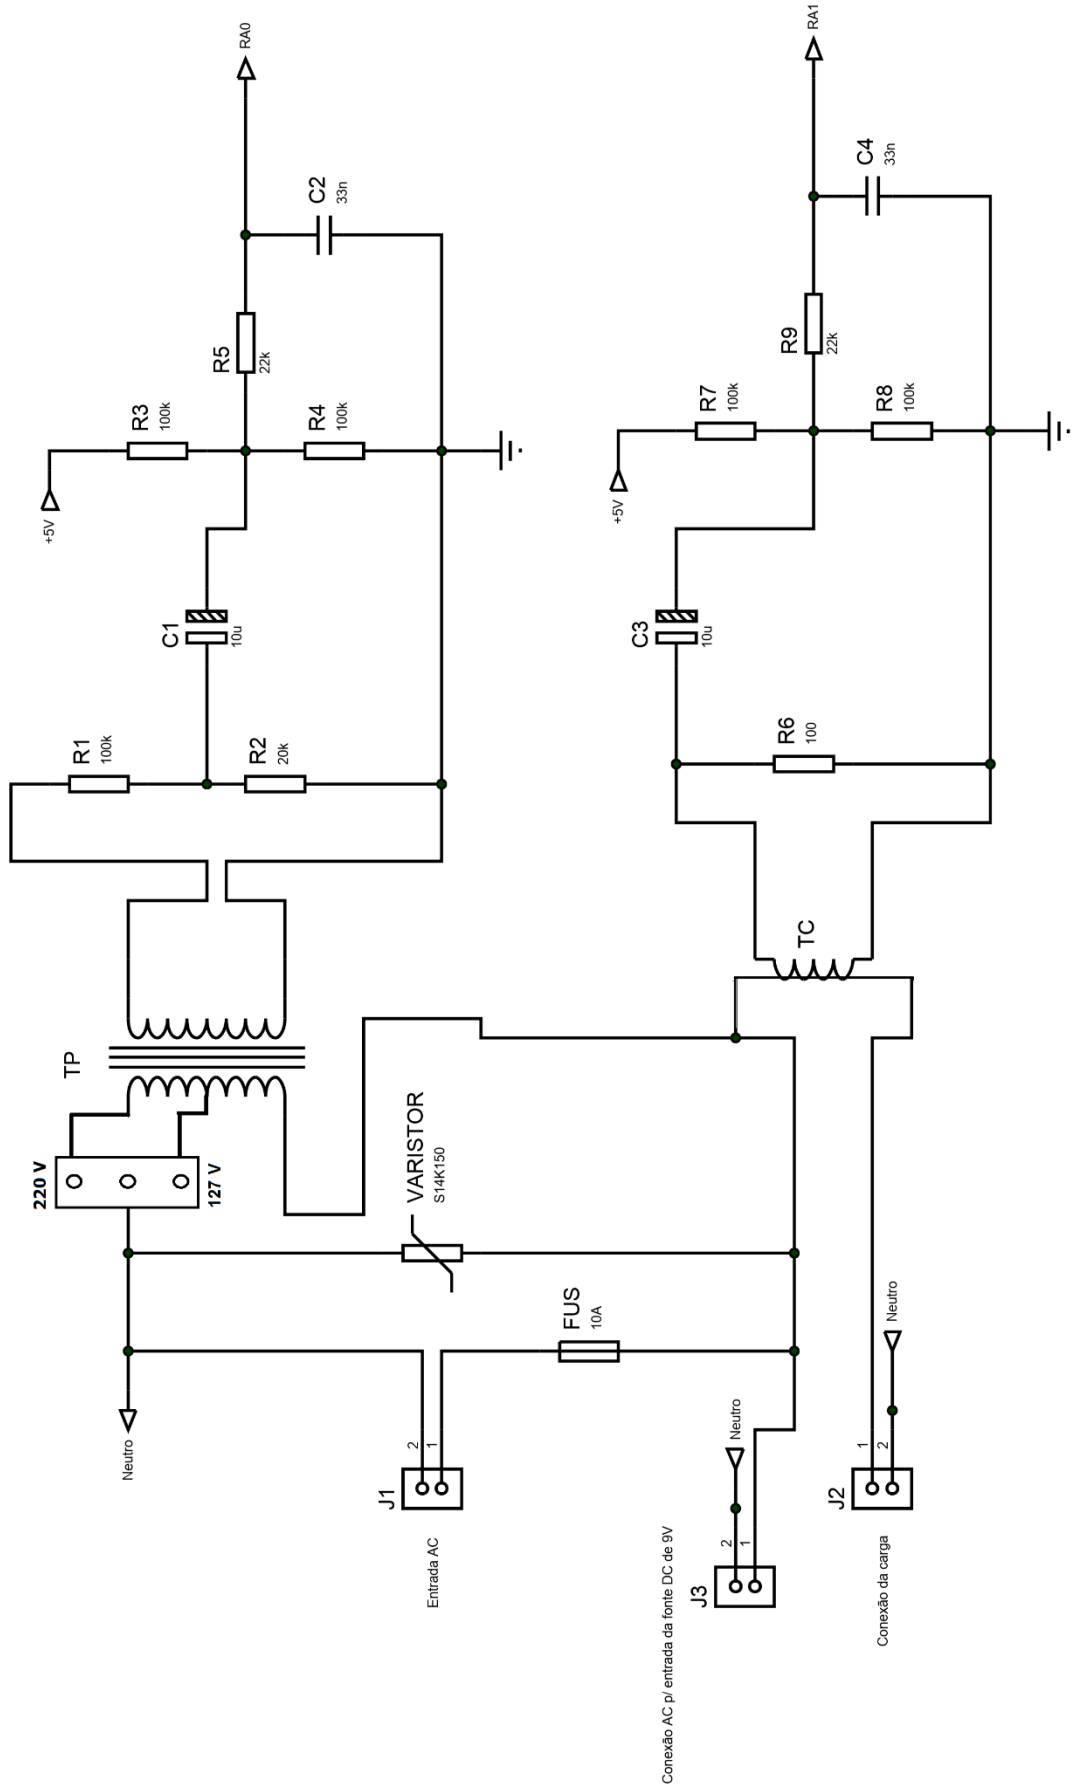 Neutro
220 V
127 V
TP
R1
100k
R2
20k
C1
10u
+5V
R3
100k
R4
100k
R5
22k
C2
33n
RA0
J1
2
1
Entrada AC
FUS
10A
VARISTOR
S14K150
J3
2
1
Neutro
Conexão AC p/ entrada da fonte DC de 9V
J2
1
2
Neutro
Conexão da carga
TC
R6
100
C3
10u
+5V
R7
100k
R8
100k
R9
22k
C4
33n
RA1